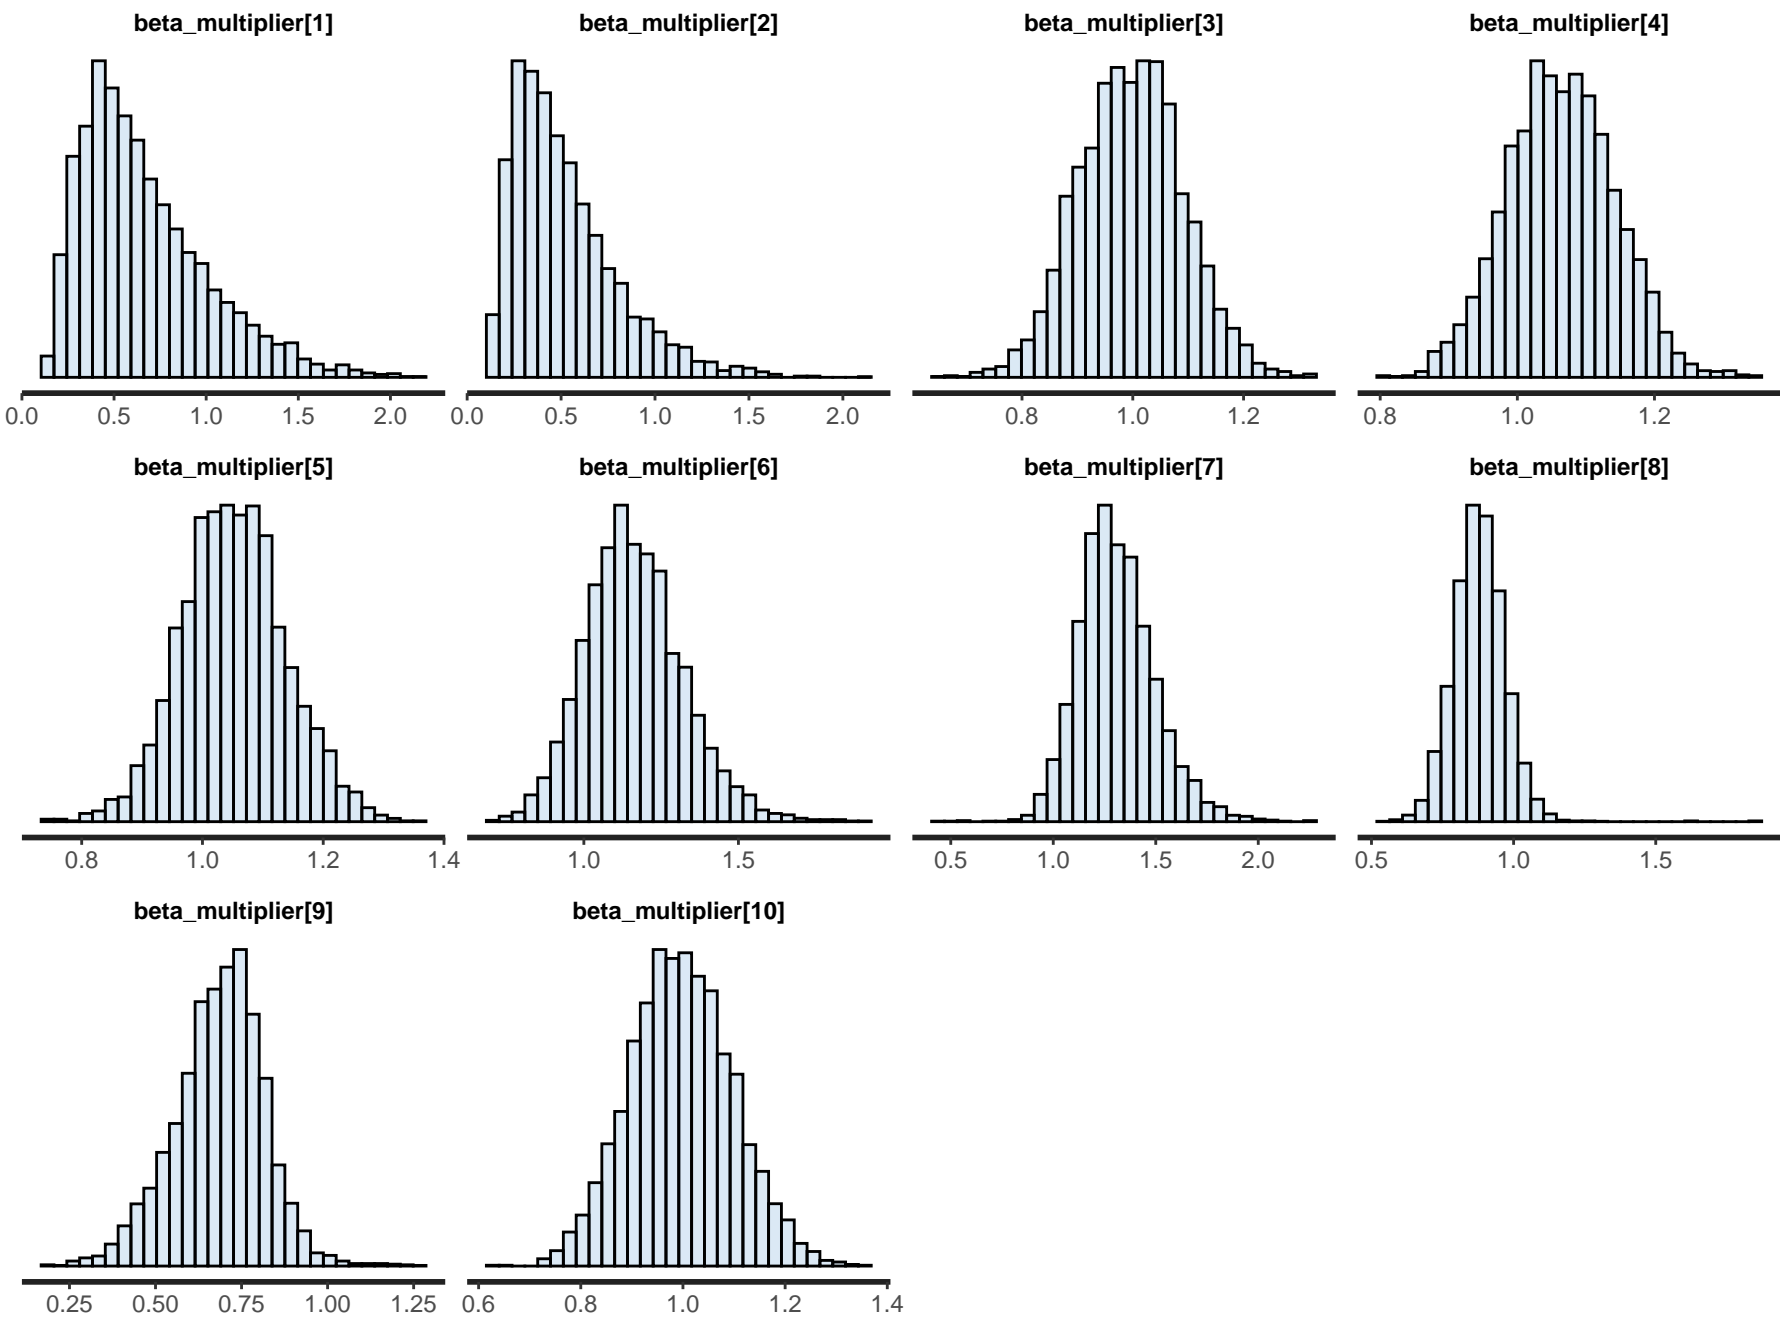 beta_multiplier[1] beta_multiplier[2] beta_multiplier[3] beta_multiplier[4]
0.0 0.5 1.0 1.5 2.0 0.0 0.5 1.0 1.5 2.0 0.8 1.0 1.2 0.8 1.0 1.2
beta_multiplier[5] beta_multiplier[6] beta_multiplier[7] beta_multiplier[8]
0.8 1.0 1.2 1.4 1.0 1.5 0.5 1.0 1.5 2.0 0.5 1.0 1.5
beta_multiplier[9] beta_multiplier[10]
0.25 0.50 0.75 1.00 1.25 0.6 0.8 1.0 1.2 1.4